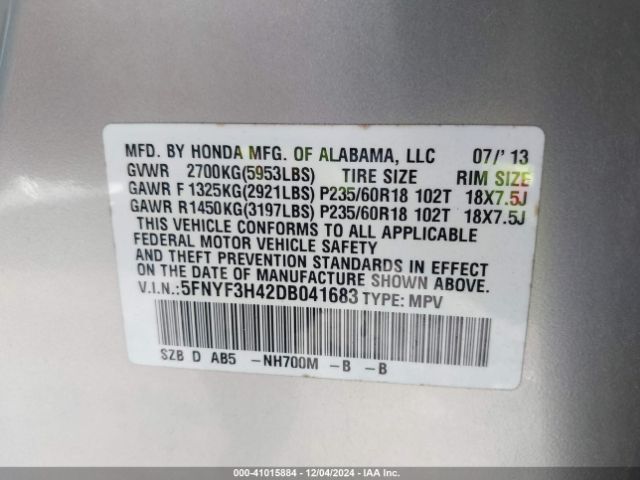 MFD. BY HONDA MFG. OF ALABAMA, LLC 07/' 13
GVWR 2700KG(5953LBS) TIRE SIZE RIM SIZE
GAWR F 1325KG(2921LBS) P235/60R18 102T 18X7.5J
GAWR R1450KG(3197LBS) P235/60R18 102T 18X7.5J
THIS VEHICLE CONFORMS TO ALL APPLICABLE
FEDERAL MOTOR VEHICLE SAFETY
AND THEFT PREVENTION STANDARDS IN EFFECT
ON THE DATE OF MANUFACTURE SHOWN ABOVE.
V.I.N.:5FNYF3H42DB041683 TYPE: MPV
SZB D AB5 -NH700M -B -B
000-41015884 - 12/04/2024 - IAA Inc.